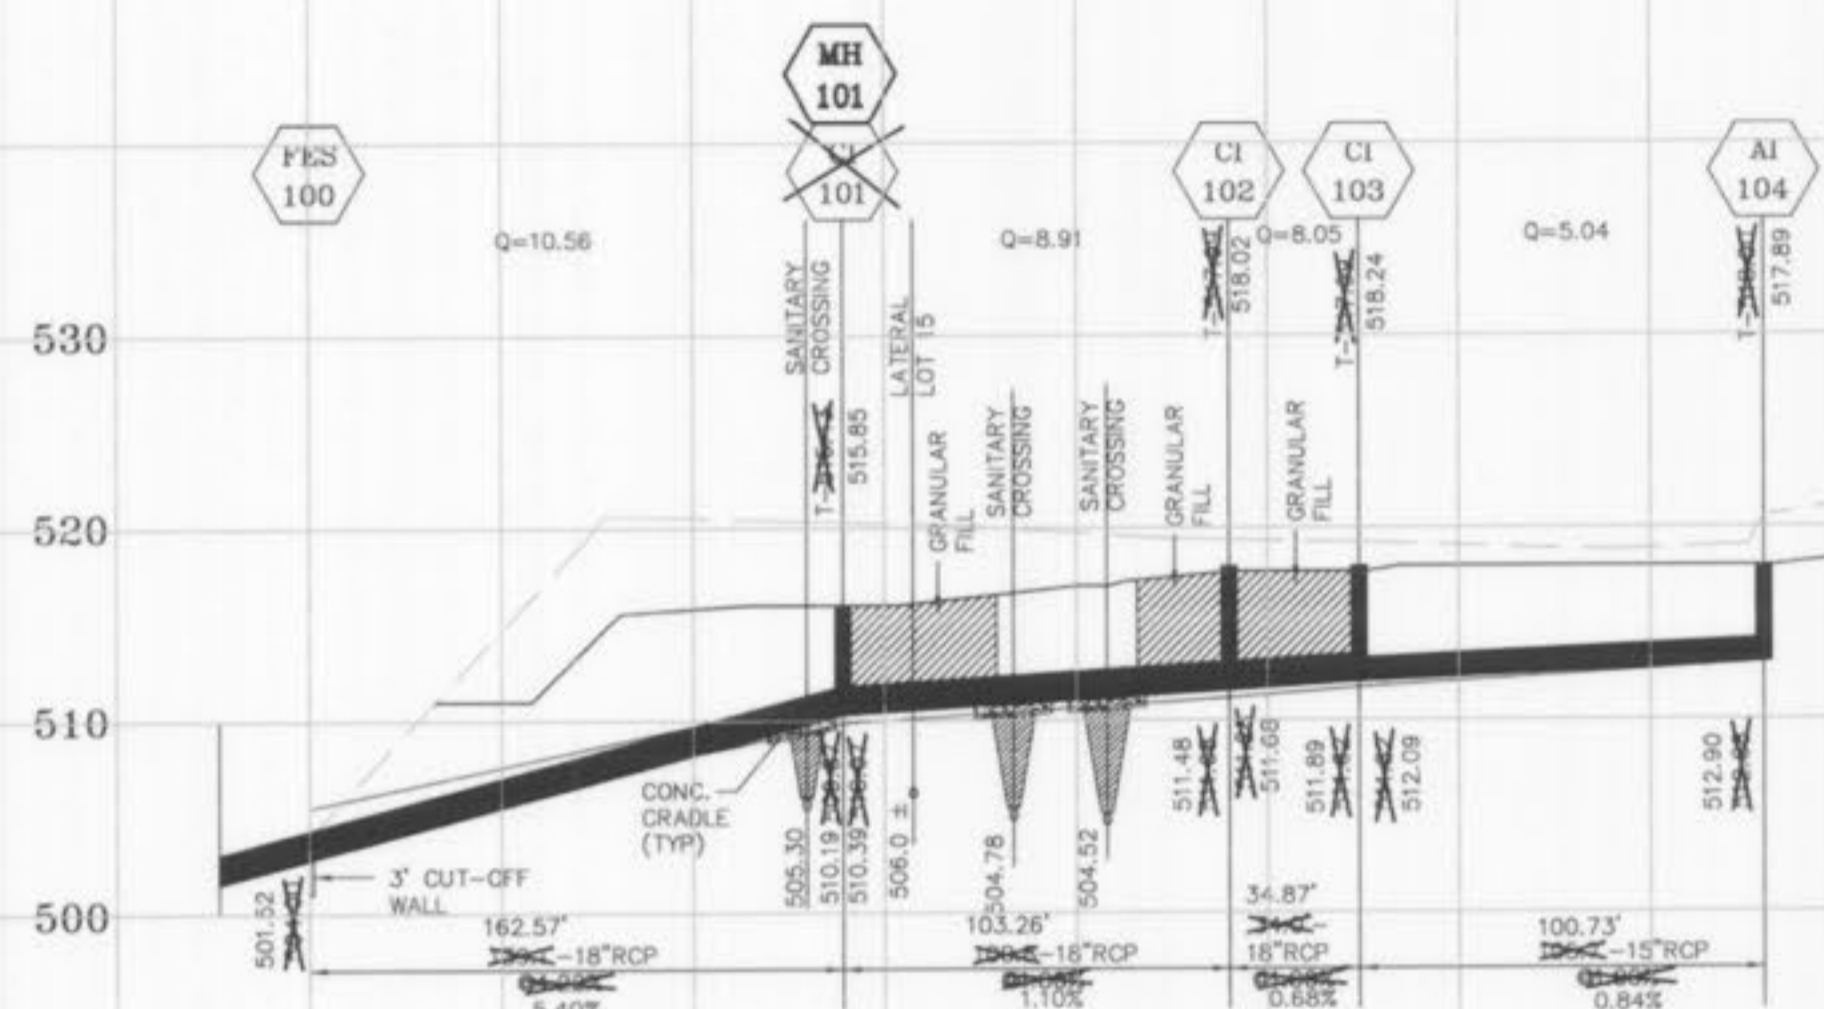 MH
101
FES
100
CI
101
CI
102
CI
103
AI
104
Q=10.56
Q=8.91
Q=8.05
Q=5.04
518.02
518.24
517.89
SANITARY
CROSSING
LATERAL
LOT 15
515.85
GRANULAR
FILL
SANITARY
CROSSING
SANITARY
CROSSING
GRANULAR
FILL
GRANULAR
FILL
530
520
510
500
CONC.
CRADLE
(TYP)
3' CUT-OFF
WALL
501.52
505.30
510.19
510.39
506.0 ±
504.78
504.52
511.48
511.68
511.89
512.09
512.90
162.57'
-18"RCP
5.40%
103.26'
-18"RCP
1.10%
34.87'
18"RCP
0.68%
100.73'
-15"RCP
0.84%